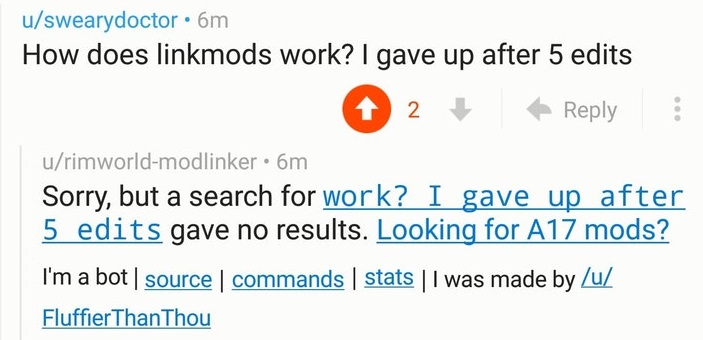 u/swearydoctor • 6m
How does linkmods work? I gave up after 5 edits
2 Reply
u/rimworld-modlinker • 6m
Sorry, but a search for work? I gave up after
5 edits gave no results. Looking for A17 mods?
I'm a bot | source | commands | stats | I was made by /u/
FluffierThanThou